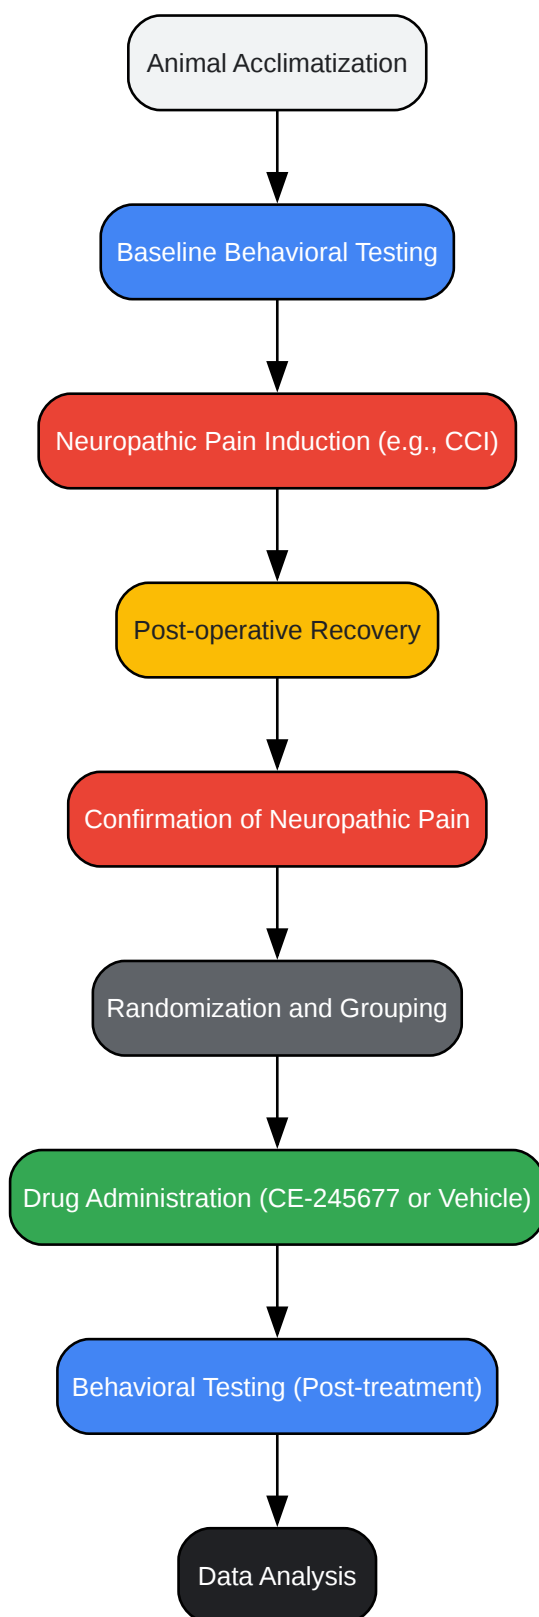 Animal Acclimatization
Baseline Behavioral Testing
Neuropathic Pain Induction (e.g., CCI)
Post-operative Recovery
Confirmation of Neuropathic Pain
Randomization and Grouping
Drug Administration (CE-245677 or Vehicle)
Behavioral Testing (Post-treatment)
Data Analysis